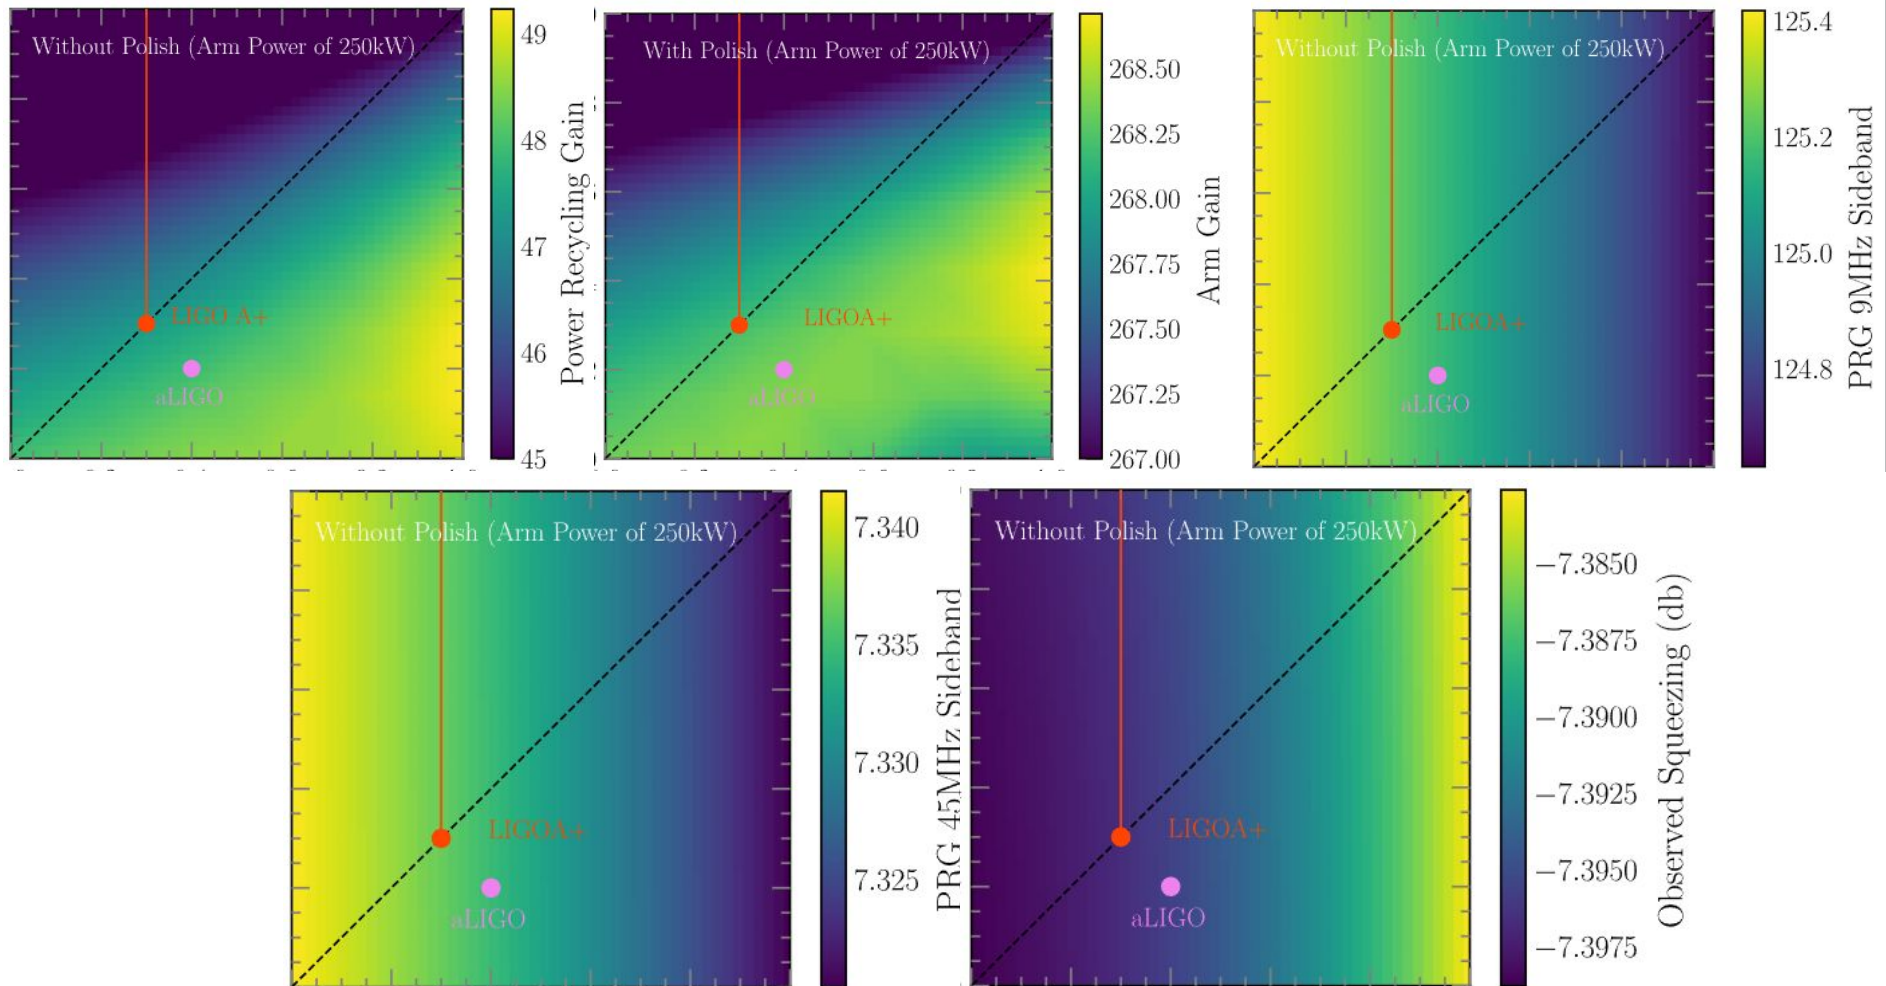 Without Polish (Arm Power of 250kW)
LIGO A+
aLIGO
49
48
47
46
45
Power Recycling Gain
With Polish (Arm Power of 250kW)
LIGOA+
aLIGO
268.50
268.25
268.00
267.75
267.50
267.25
267.00
Arm Gain
Without Polish (Arm Power of 250kW)
LIGOA+
aLIGO
125.4
125.2
125.0
124.8
PRG 9MHz Sideband
Without Polish (Arm Power of 250kW)
LIGOA+
aLIGO
7.340
7.335
7.330
7.325
PRG 45MHz Sideband
Without Polish (Arm Power of 250kW)
LIGOA+
aLIGO
−7.3850
−7.3875
−7.3900
−7.3925
−7.3950
−7.3975
Observed Squeezing (db)